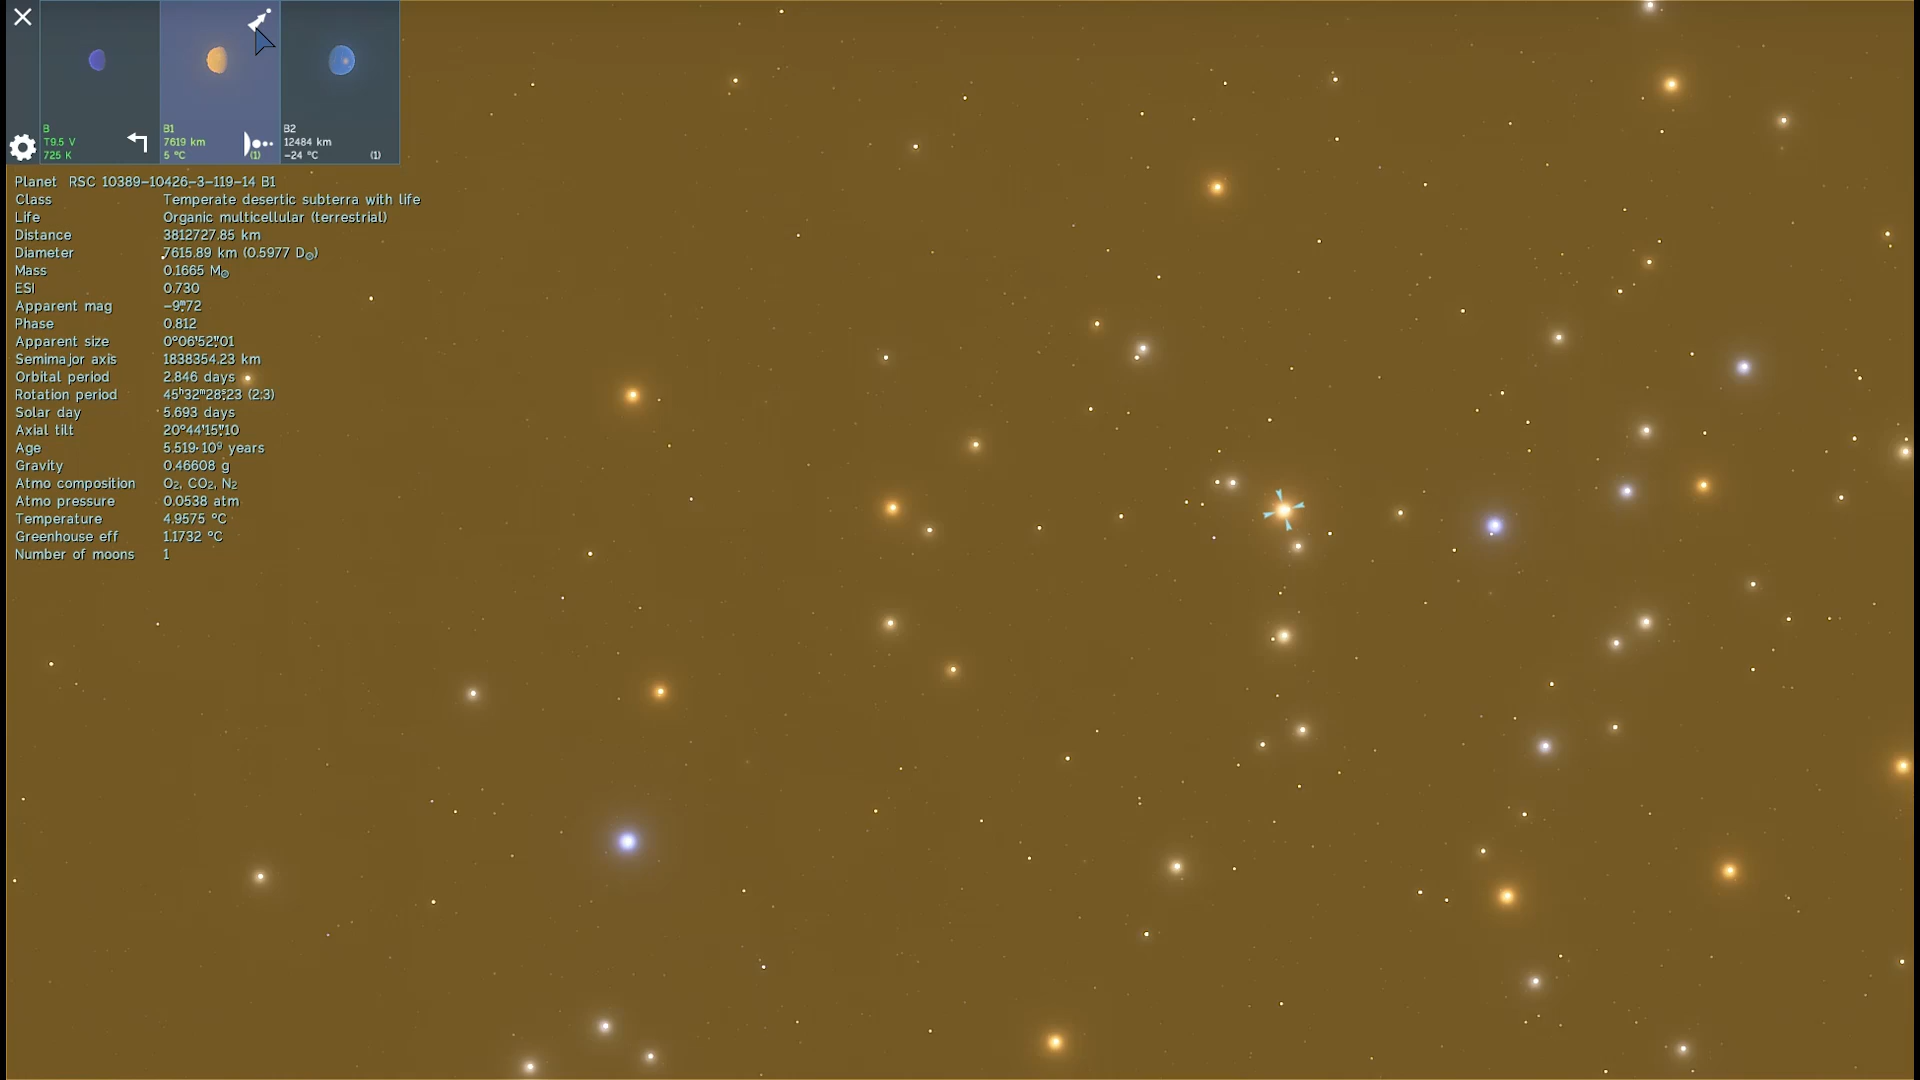 B
T9.5 V
725 K
B1
7619 km
5 °C
(1)
B2
12484 km
−24 °C
(1)
Planet RSC 10389−10426−3−119−14 B1
Class Temperate desertic subterra with life
Life Organic multicellular (terrestrial)
Distance 3812727.85 km
Diameter 7615.89 km (0.5977 D⊙)
Mass 0.1665 M⊙
ESI 0.730
Apparent mag −9ᵐ72
Phase 0.812
Apparent size 0°06'52"01
Semimajor axis 1838354.23 km
Orbital period 2.846 days
Rotation period 45ʰ32ᵐ28ˢ23 (2:3)
Solar day 5.693 days
Axial tilt 20°44'15"10
Age 5.519·10⁹ years
Gravity 0.46608 g
Atmo composition O₂, CO₂, N₂
Atmo pressure 0.0538 atm
Temperature 4.9575 °C
Greenhouse eff 1.1732 °C
Number of moons 1